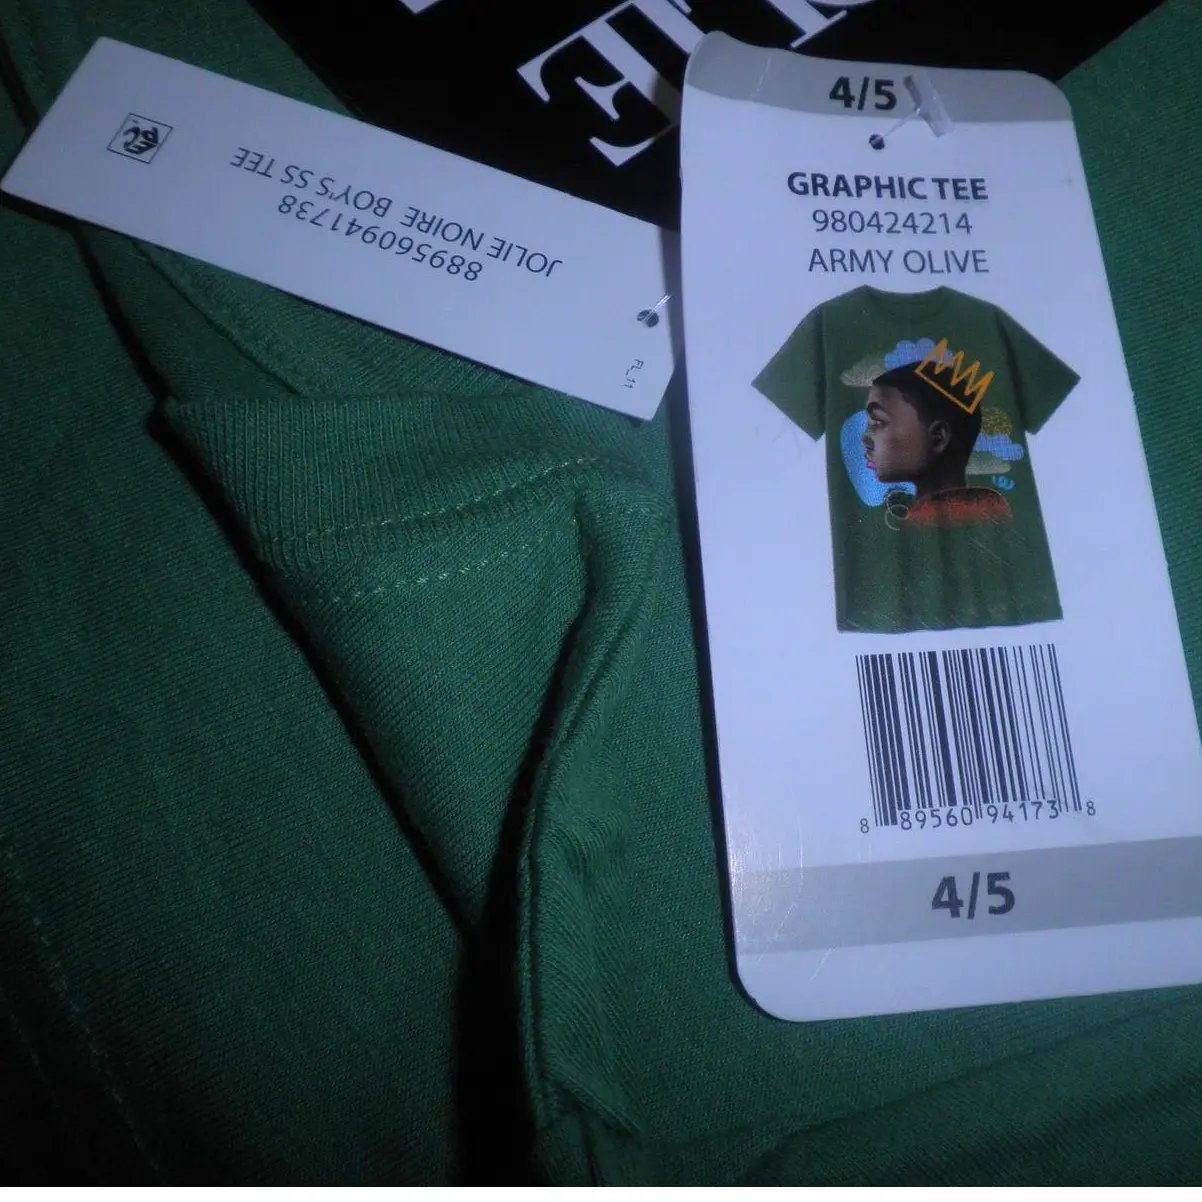 4/5
GRAPHIC TEE
980424214
ARMY OLIVE
8 89560 94173 8
4/5
JOLIE NOIRE BOY'S SS TEE
889560941738
FL_11